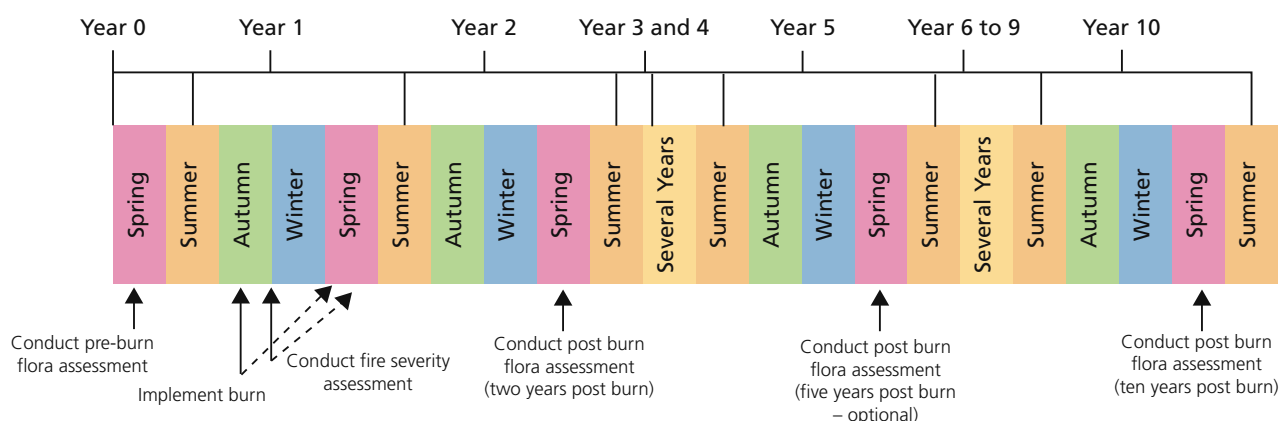 Year 0
Year 1
Year 2
Year 3 and 4
Year 5
Year 6 to 9
Year 10
Spring
Summer
Autumn
Winter
Spring
Summer
Autumn
Winter
Spring
Summer
Several Years
Summer
Autumn
Winter
Spring
Summer
Several Years
Summer
Autumn
Winter
Spring
Summer
Conduct pre-burn
flora assessment
Implement burn
Conduct fire severity
assessment
Conduct post burn
flora assessment
(two years post burn)
Conduct post burn
flora assessment
(five years post burn
– optional)
Conduct post burn
flora assessment
(ten years post burn)